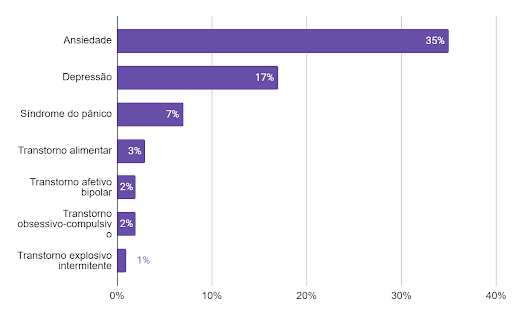 Ansiedade
35%
Depressão
17%
Síndrome do pânico
7%
Transtorno alimentar
3%
Transtorno afetivo
bipolar
2%
Transtorno
obsessivo-compulsiv
o
2%
Transtorno explosivo
intermitente
1%
0%
10%
20%
30%
40%